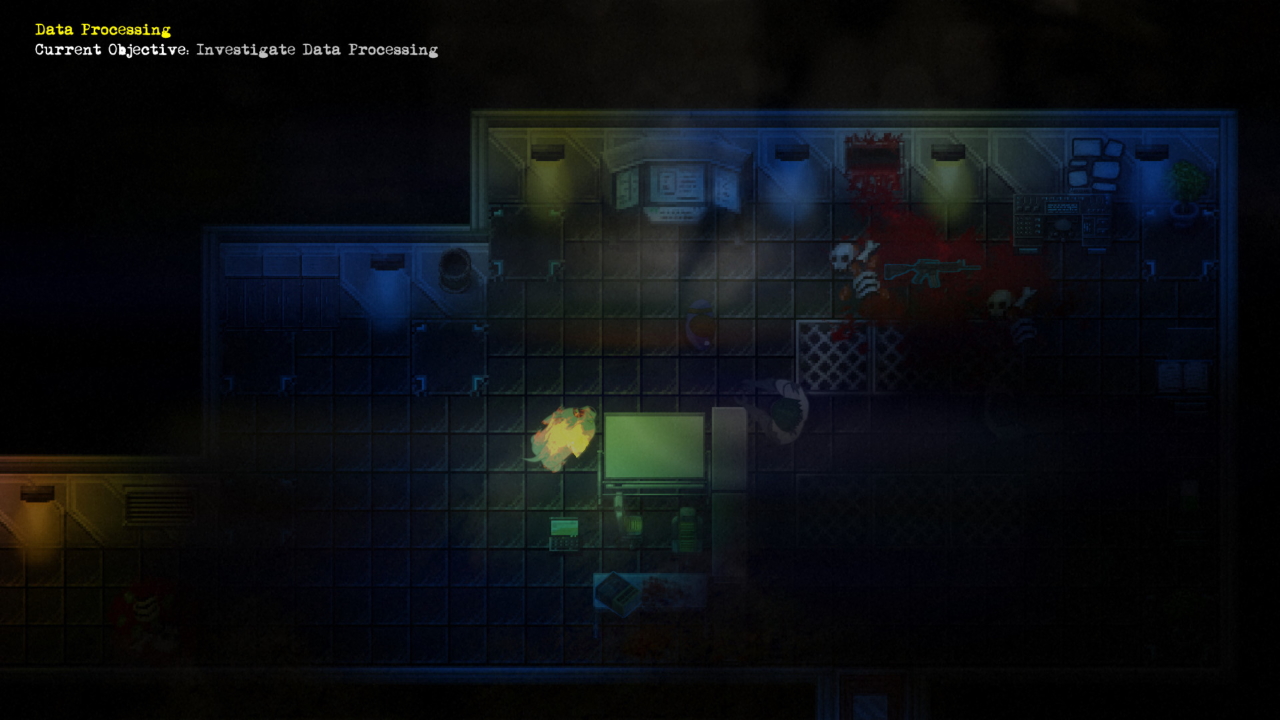 Data Processing
Current Objective: Investigate Data Processing